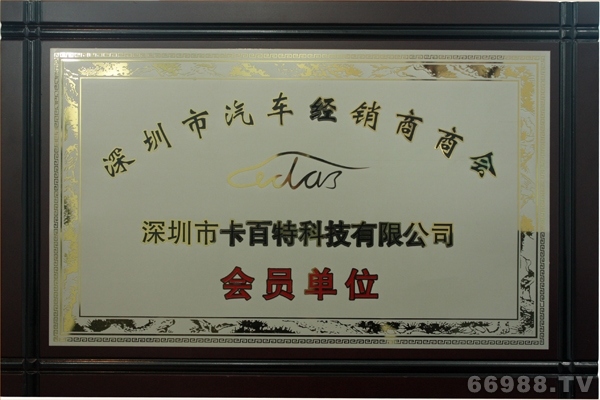 深圳市汽车经销商商会
Cedas
深圳市卡百特科技有限公司
会员单位
66988.TV